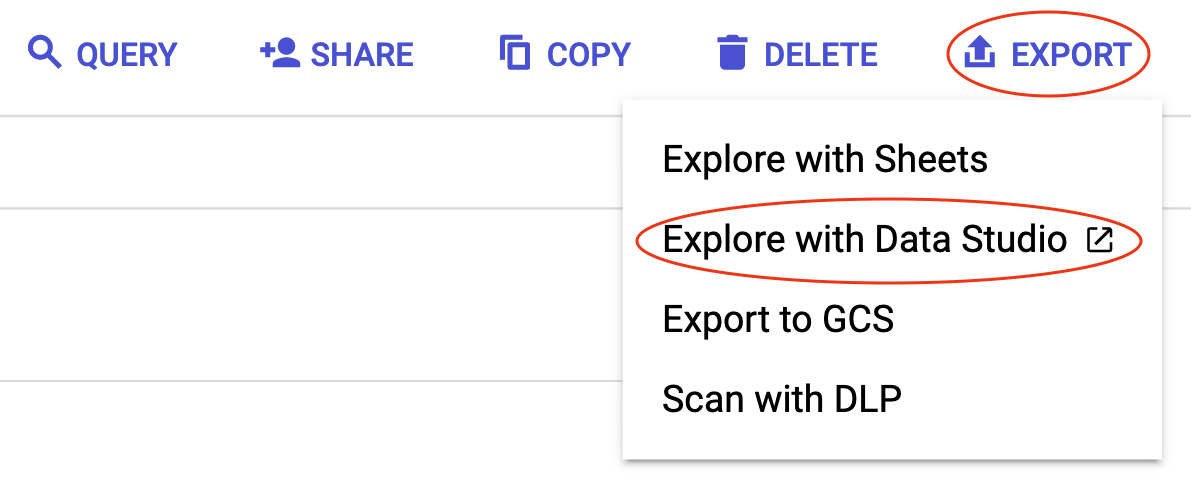 QUERY SHARE COPY DELETE EXPORT
Explore with Sheets
Explore with Data Studio
Export to GCS
Scan with DLP